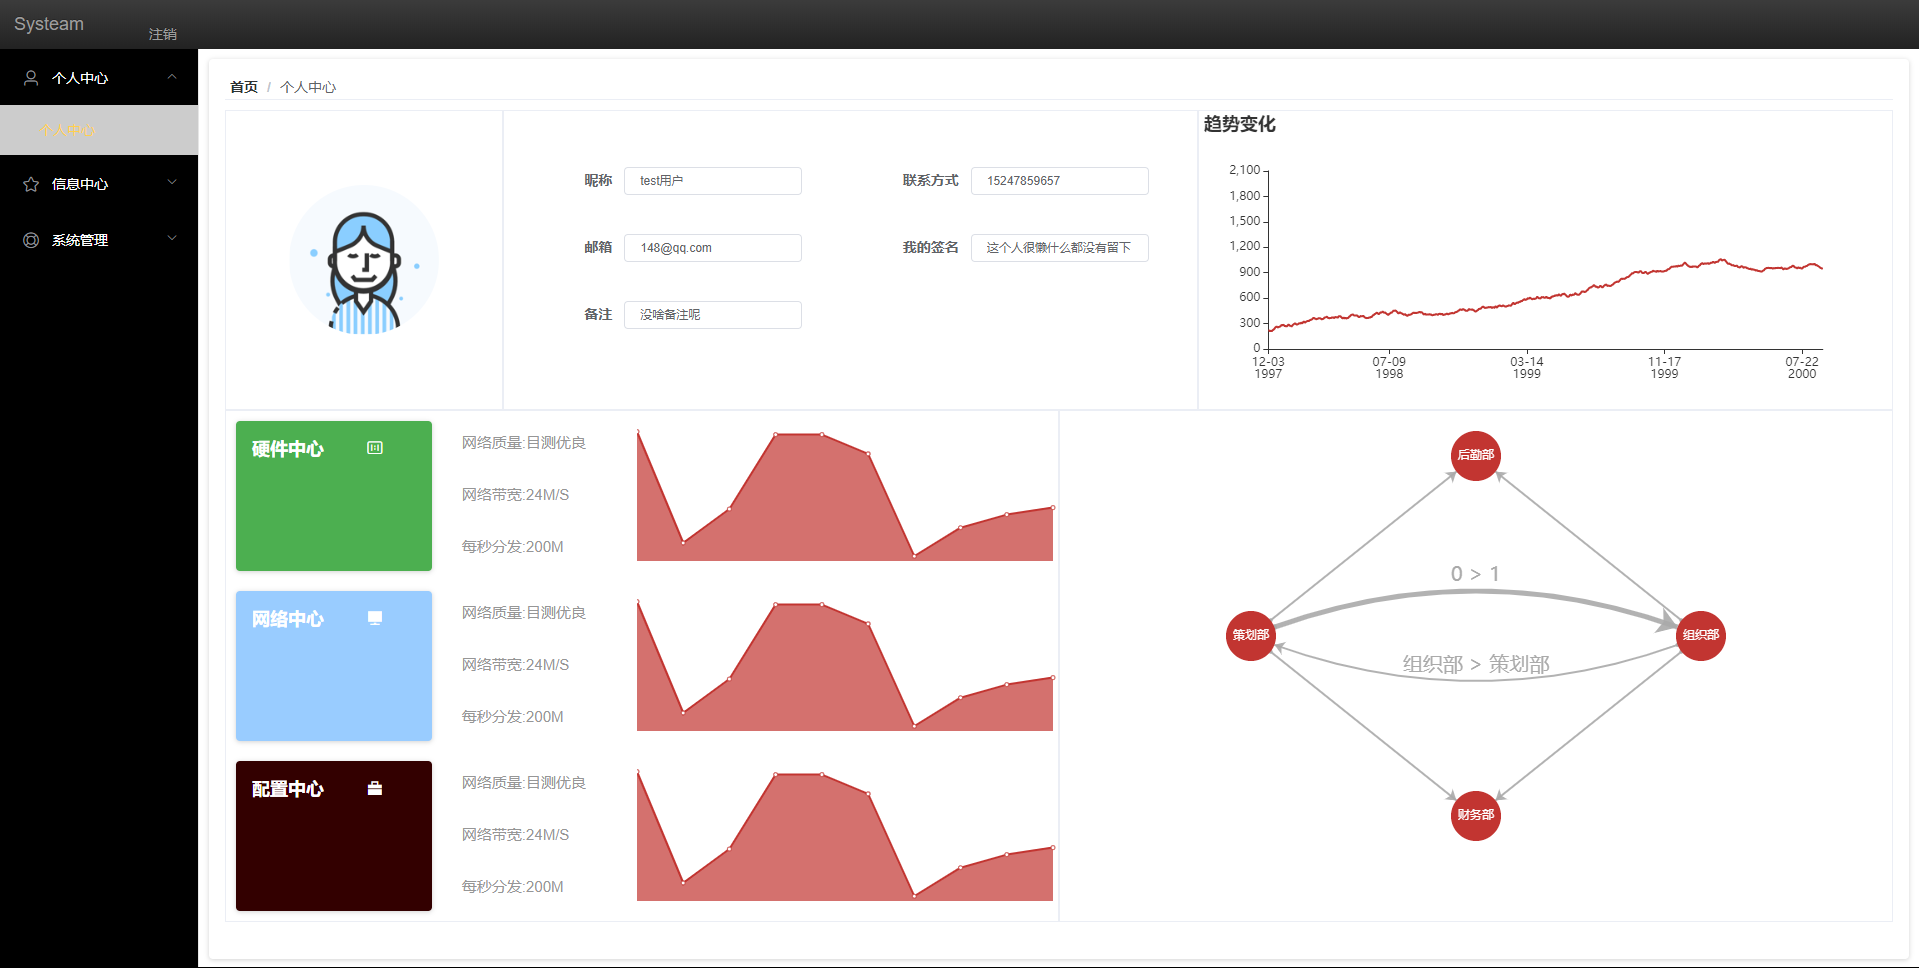 Systeam
注销
个人中心
个人中心
信息中心
系统管理
首页 / 个人中心
昵称 test用户
联系方式 15247859657
邮箱 148@qq.com
我的签名 这个人很懒什么都没有留下
备注 没啥备注呢
趋势变化
2,100
1,800
1,500
1,200
900
600
300
0
12-03 07-09 03-14 11-17 07-22
1997 1998 1999 1999 2000
硬件中心
网络质量:目测优良
网络带宽:24M/S
每秒分发:200M
网络中心
网络质量:目测优良
网络带宽:24M/S
每秒分发:200M
配置中心
网络质量:目测优良
网络带宽:24M/S
每秒分发:200M
后勤部
0 > 1
策划部
组织部
组织部 > 策划部
财务部